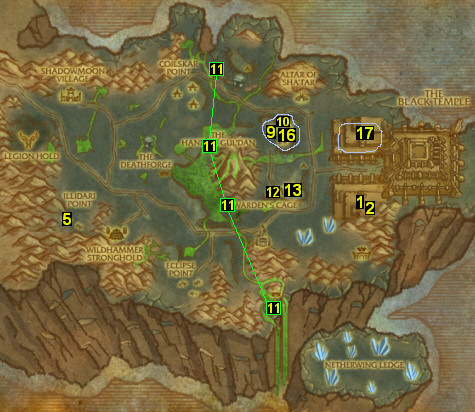 11
COILSKAR
POINT
SHADOWMOON
VILLAGE
ALTAR OF
SHA'TAR
THE
BLACK TEMPLE
10
9
16
17
THE
HAND OF GUL'DAN
11
LEGION HOLD
THE
DEATHFORGE
12
13
1
2
ILLIDARI
POINT
5
11
WARDEN'S CAGE
WILDHAMMER
STRONGHOLD
ECLIPSE
POINT
11
NETHERWING LEDGE